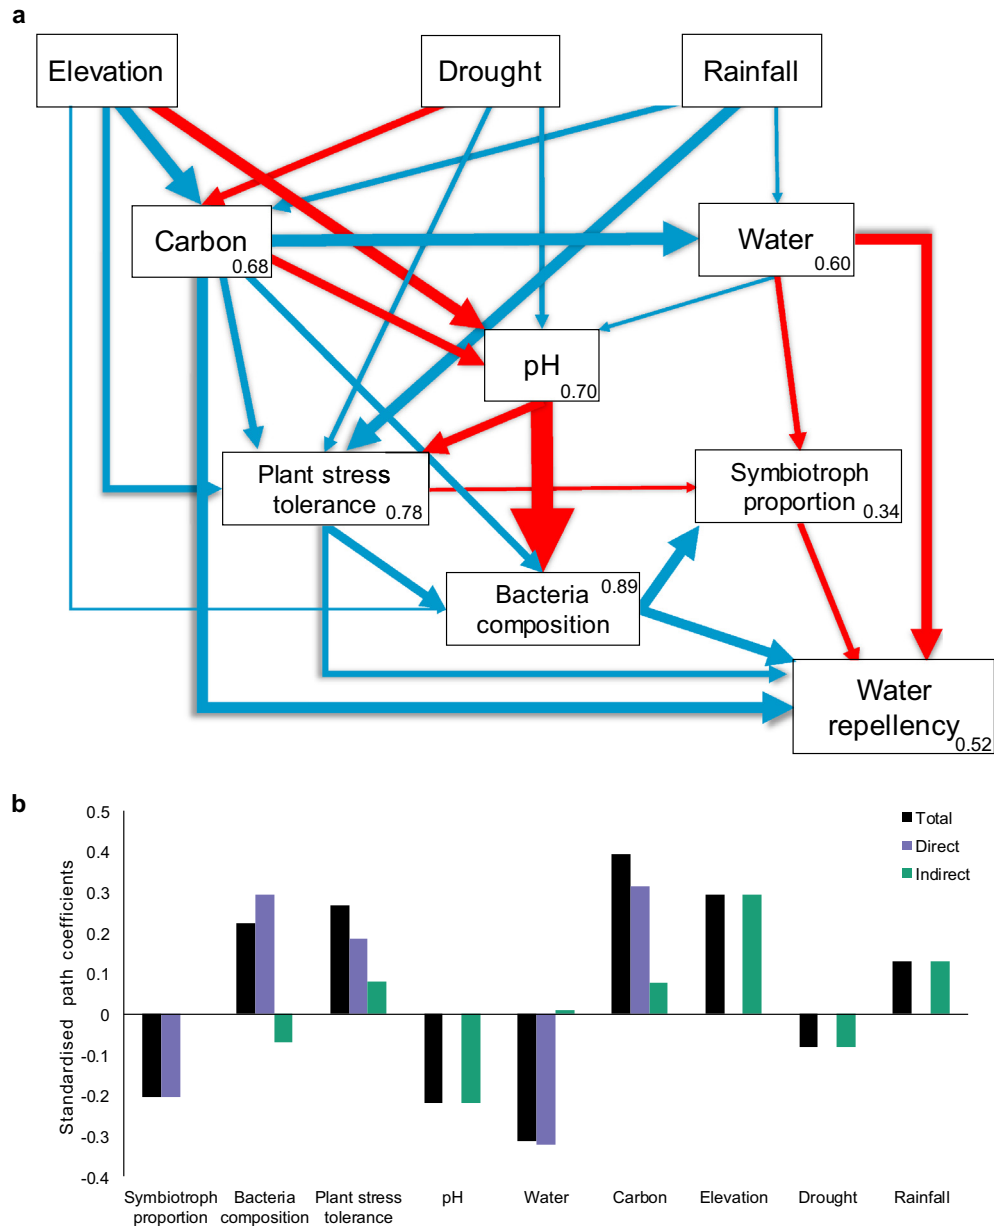 a
Elevation
Drought
Rainfall
Carbon
0.68
Water
0.60
pH
0.70
Plant stress
tolerance
0.78
Symbiotroph
proportion
0.34
Bacteria
composition
0.89
Water
repellency
0.52
b
Standardised path coefficients
0.5
0.4
0.3
0.2
0.1
0
-0.1
-0.2
-0.3
-0.4
Total
Direct
Indirect
Symbiotroph
proportion
Bacteria
composition
Plant stress
tolerance
pH
Water
Carbon
Elevation
Drought
Rainfall